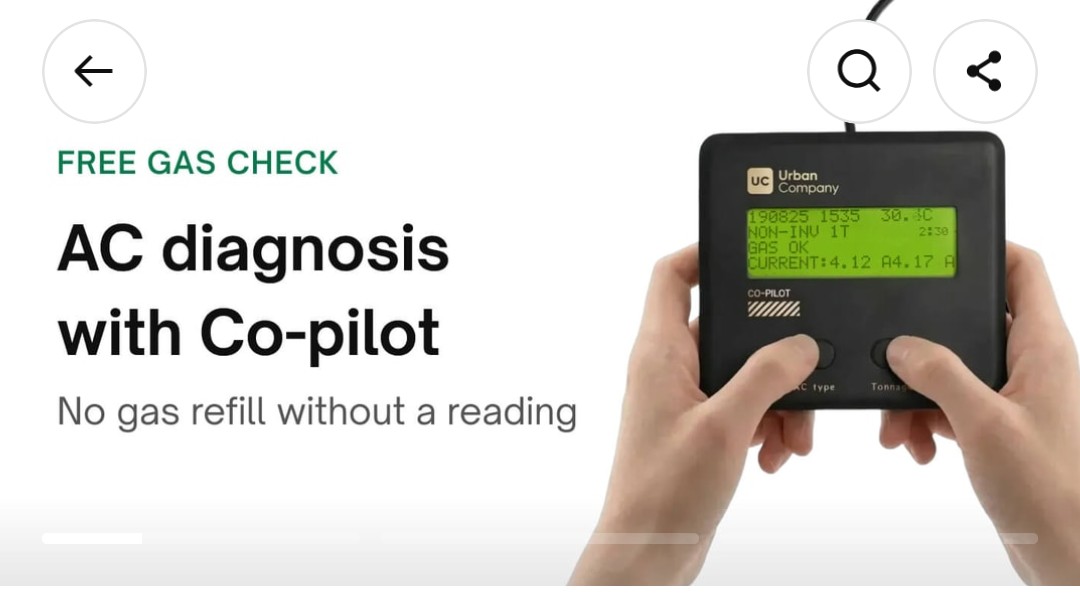 FREE GAS CHECK
AC diagnosis
with Co-pilot
No gas refill without a reading
UC Urban
Company
190825 1535 30.4C
NON-INV 1T 2:30
GAS OK
CURRENT:4.12 A4.17 A
CO-PILOT
AC type